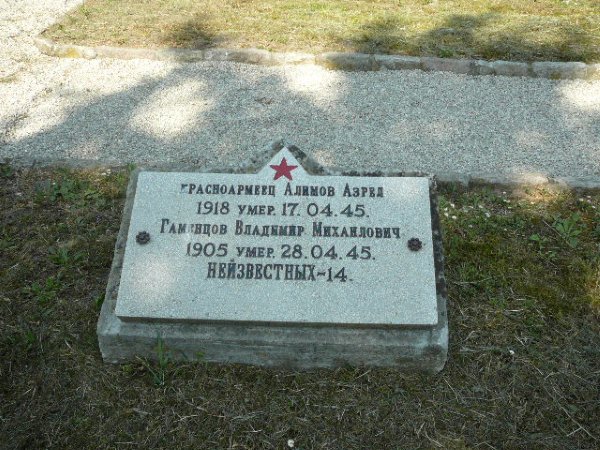 Красноармеец Алимов Азред
1918 умер. 17.04.45.
Гаменцов Владимир Михаилович
1905 умер. 28.04.45.
НЕИЗВЕСТНЫХ-14.